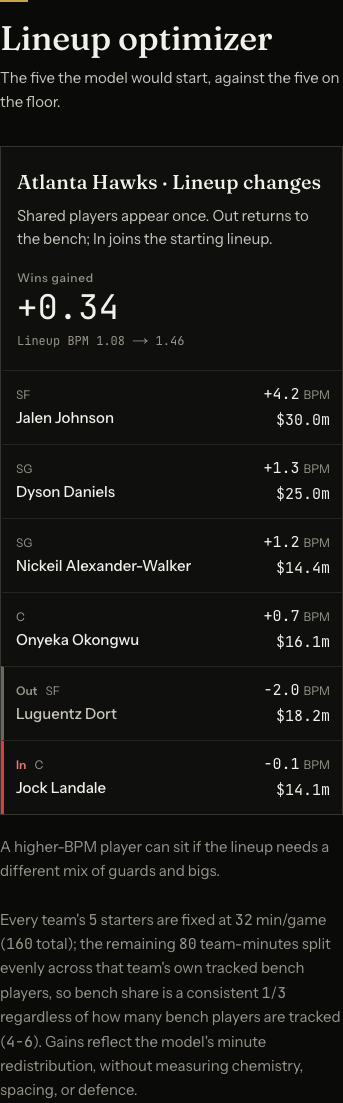 Lineup optimizer
The five the model would start, against the five on
the floor.
Atlanta Hawks · Lineup changes
Shared players appear once. Out returns to
the bench; In joins the starting lineup.
Wins gained
+0.34
Lineup BPM 1.08 → 1.46
SF +4.2 BPM
Jalen Johnson $30.0m
SG +1.3 BPM
Dyson Daniels $25.0m
SG +1.2 BPM
Nickeil Alexander-Walker $14.4m
C +0.7 BPM
Onyeka Okongwu $16.1m
Out SF -2.0 BPM
Luguentz Dort $18.2m
In C -0.1 BPM
Jock Landale $14.1m
A higher-BPM player can sit if the lineup needs a
different mix of guards and bigs.
Every team's 5 starters are fixed at 32 min/game
(160 total); the remaining 80 team-minutes split
evenly across that team's own tracked bench
players, so bench share is a consistent 1/3
regardless of how many bench players are tracked
(4-6). Gains reflect the model's minute
redistribution, without measuring chemistry,
spacing, or defence.